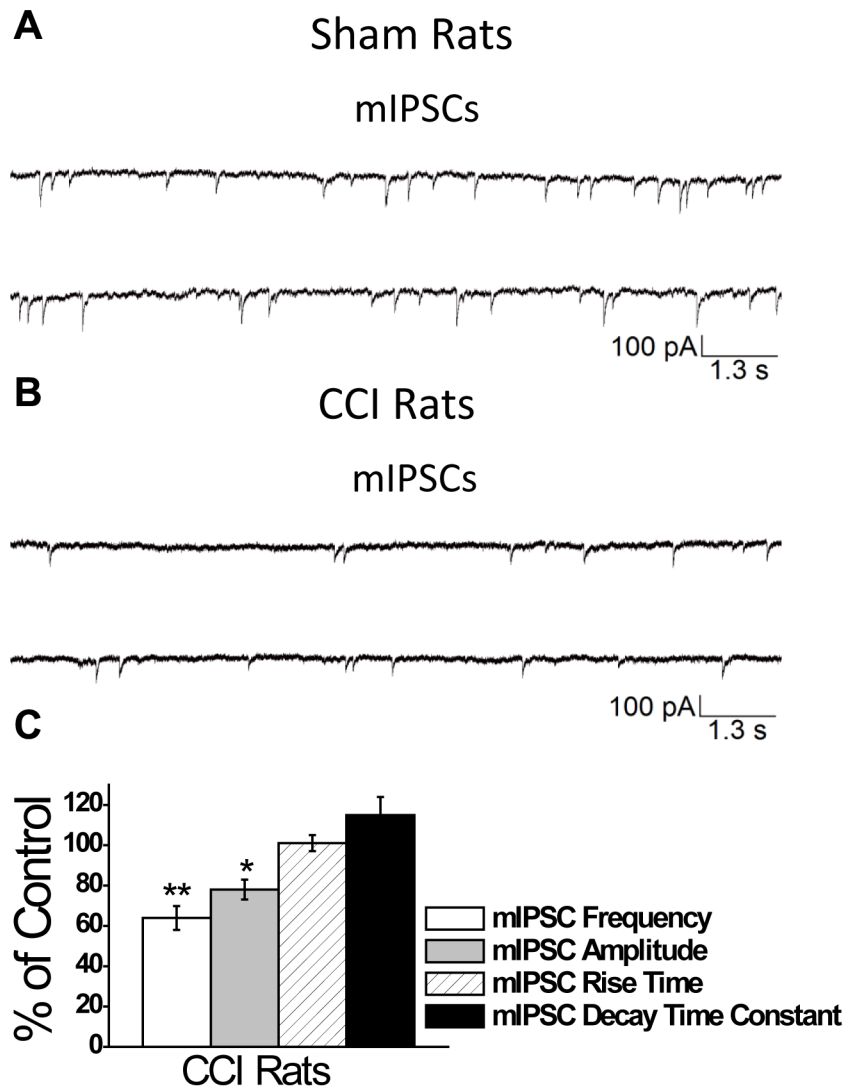 A
Sham Rats
mIPSCs
100 pA
1.3 s
B
CCI Rats
mIPSCs
100 pA
1.3 s
C
% of Control
120
100
80
60
40
20
0
**
*
CCI Rats
mIPSC Frequency
mIPSC Amplitude
mIPSC Rise Time
mIPSC Decay Time Constant